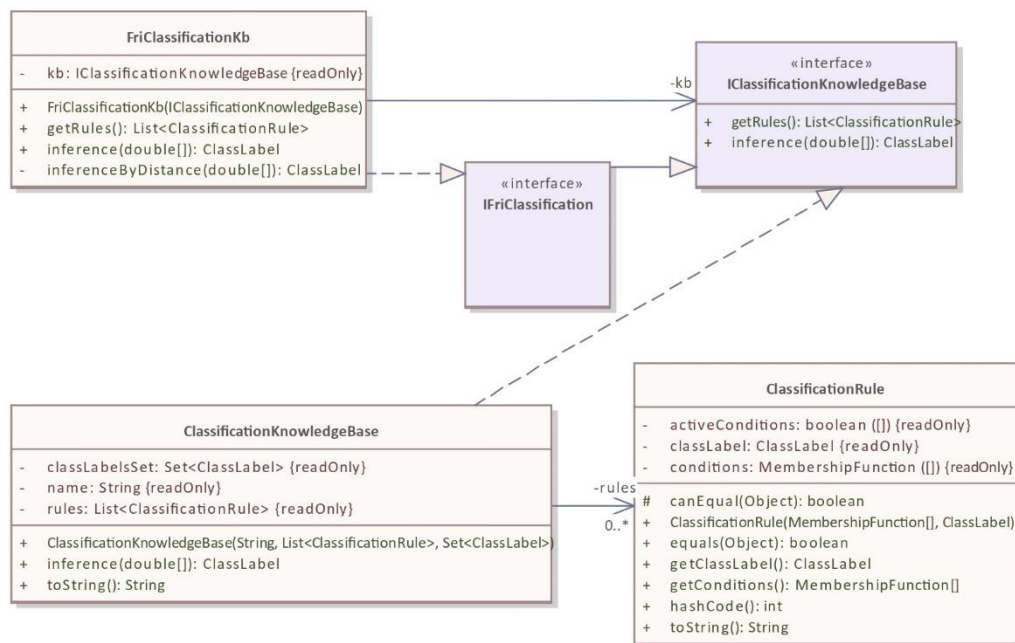 FriClassificationKb
- kb: IClassificationKnowledgeBase {readOnly}
+ FriClassificationKb(IClassificationKnowledgeBase)
+ getRules(): List<ClassificationRule>
+ inference(double[]): ClassLabel
- inferenceByDistance(double[]): ClassLabel
-kb
«interface»
IClassificationKnowledgeBase
+ getRules(): List<ClassificationRule>
+ inference(double[]): ClassLabel
«interface»
IFriClassification
ClassificationKnowledgeBase
- classLabelsSet: Set<ClassLabel> {readOnly}
- name: String {readOnly}
- rules: List<ClassificationRule> {readOnly}
+ ClassificationKnowledgeBase(String, List<ClassificationRule>, Set<ClassLabel>)
+ inference(double[]): ClassLabel
+ toString(): String
-rules
0..*
ClassificationRule
- activeConditions: boolean ([]) {readOnly}
- classLabel: ClassLabel {readOnly}
- conditions: MembershipFunction ([]) {readOnly}
# canEqual(Object): boolean
+ ClassificationRule(MembershipFunction[], ClassLabel)
+ equals(Object): boolean
+ getClassLabel(): ClassLabel
+ getConditions(): MembershipFunction[]
+ hashCode(): int
+ toString(): String